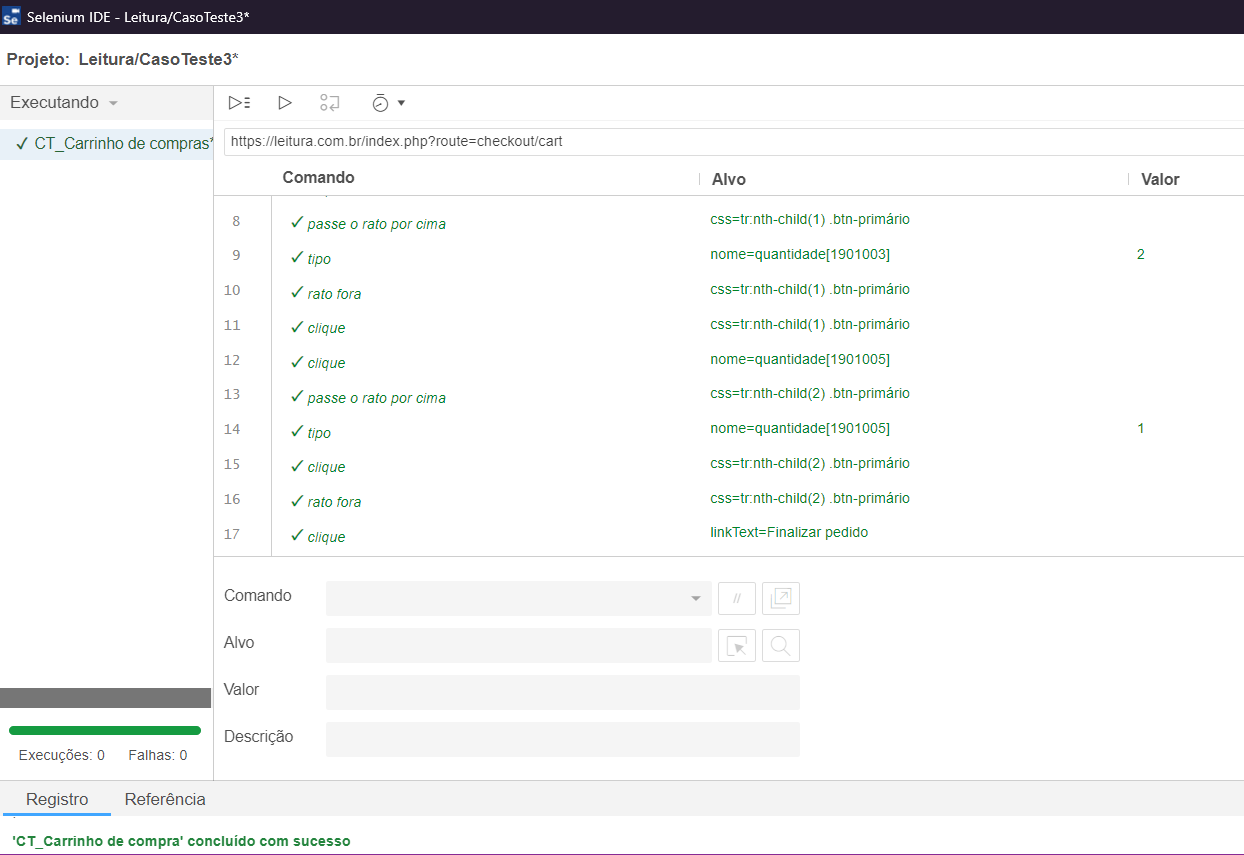 Se Selenium IDE - Leitura/CasoTeste3*
Projeto: Leitura/CasoTeste3*
Executando
✓ CT_Carrinho de compras*
https://leitura.com.br/index.php?route=checkout/cart
Comando Alvo Valor
8 ✓ passe o rato por cima css=tr:nth-child(1) .btn-primário
9 ✓ tipo nome=quantidade[1901003] 2
10 ✓ rato fora css=tr:nth-child(1) .btn-primário
11 ✓ clique css=tr:nth-child(1) .btn-primário
12 ✓ clique nome=quantidade[1901005]
13 ✓ passe o rato por cima css=tr:nth-child(2) .btn-primário
14 ✓ tipo nome=quantidade[1901005] 1
15 ✓ clique css=tr:nth-child(2) .btn-primário
16 ✓ rato fora css=tr:nth-child(2) .btn-primário
17 ✓ clique linkText=Finalizar pedido
Comando //
Alvo
Valor
Descrição
Execuções: 0 Falhas: 0
Registro Referência
'CT_Carrinho de compra' concluído com sucesso